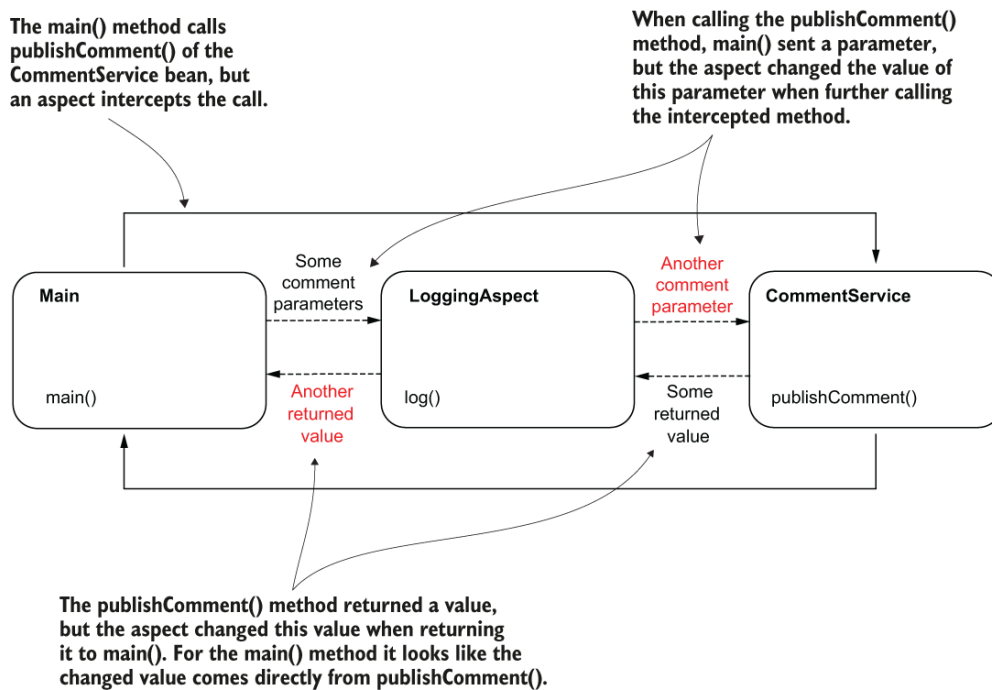 The main() method calls
publishComment() of the
CommentService bean, but
an aspect intercepts the call.
When calling the publishComment()
method, main() sent a parameter,
but the aspect changed the value of
this parameter when further calling
the intercepted method.
Main
main()
Some
comment
parameters
Another
returned
value
LoggingAspect
log()
Another
comment
parameter
Some
returned
value
CommentService
publishComment()
The publishComment() method returned a value,
but the aspect changed this value when returning
it to main(). For the main() method it looks like the
changed value comes directly from publishComment().